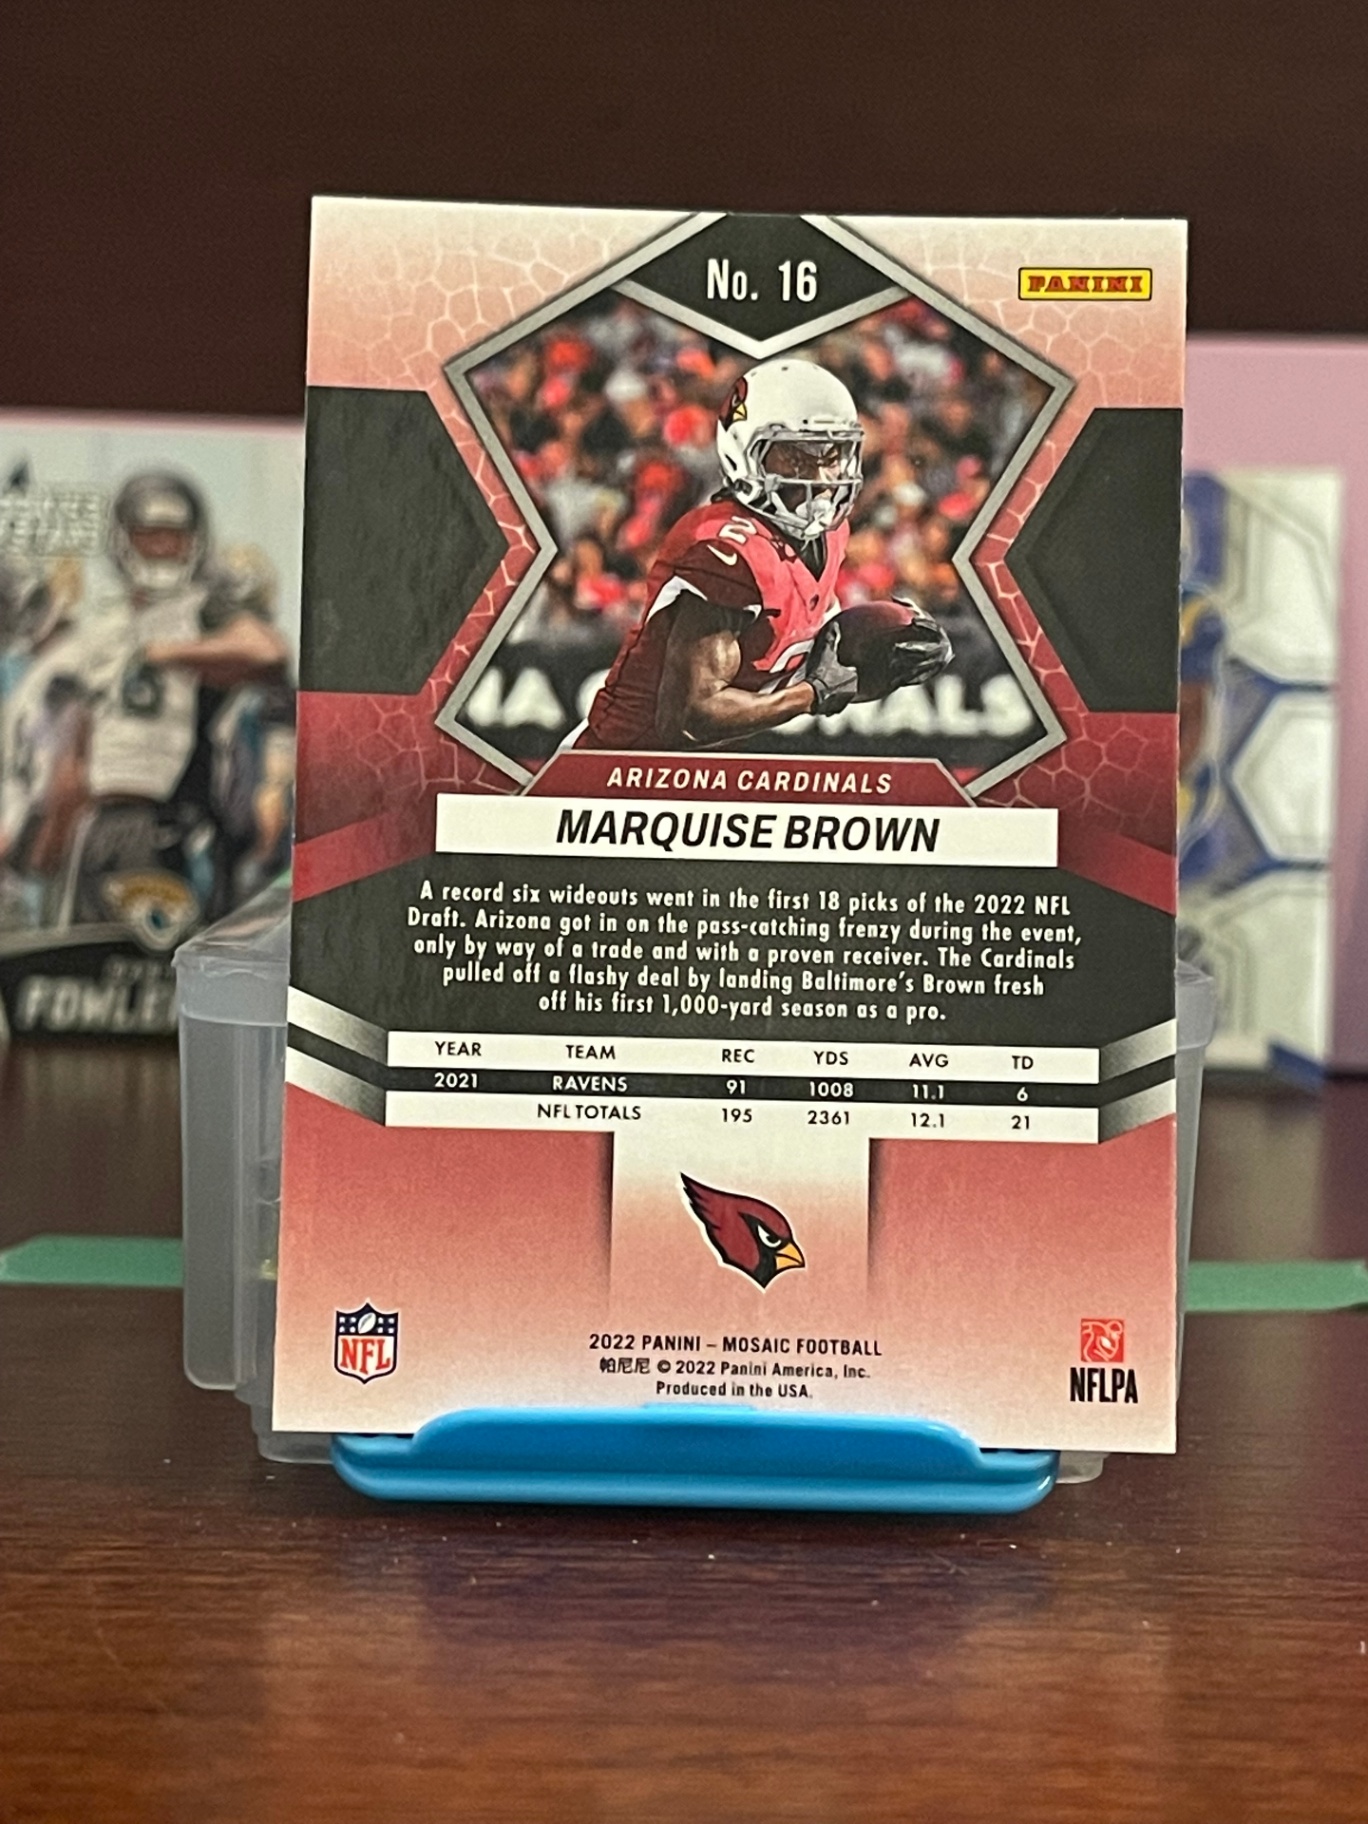 No. 16
PANINI
2
ARIZONA CARDINALS
MARQUISE BROWN
A record six wideouts went in the first 18 picks of the 2022 NFL
Draft. Arizona got in on the pass-catching frenzy during the event,
only by way of a trade and with a proven receiver. The Cardinals
pulled off a flashy deal by landing Baltimore's Brown fresh
off his first 1,000-yard season as a pro.
YEAR TEAM REC YDS AVG TD
2021 RAVENS 91 1008 11.1 6
NFL TOTALS 195 2361 12.1 21
NFL
2022 PANINI – MOSAIC FOOTBALL
帕尼尼 © 2022 Panini America, Inc.
Produced in the USA.
NFLPA